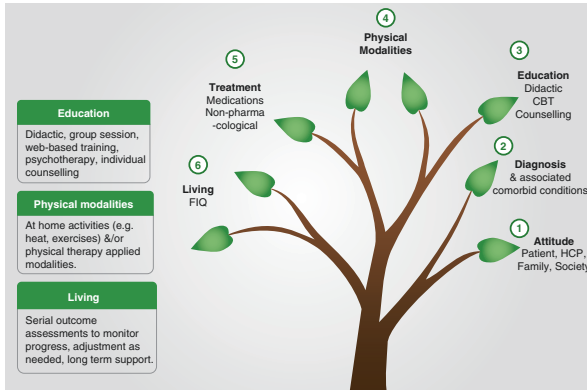 4
Physical
Modalities
5
Treatment
Medications
Non-pharma
-cological
3
Education
Didactic
CBT
Counselling
6
Living
FIQ
2
Diagnosis
& associated
comorbid conditions
1
Attitude
Patient, HCP,
Family, Society
Education
Didactic, group session,
web-based training,
psychotherapy, individual
counselling
Physical modalities
At home activities (e.g.
heat, exercises) &/or
physical therapy applied
modalities.
Living
Serial outcome
assessments to monitor
progress, adjustment as
needed, long term support.